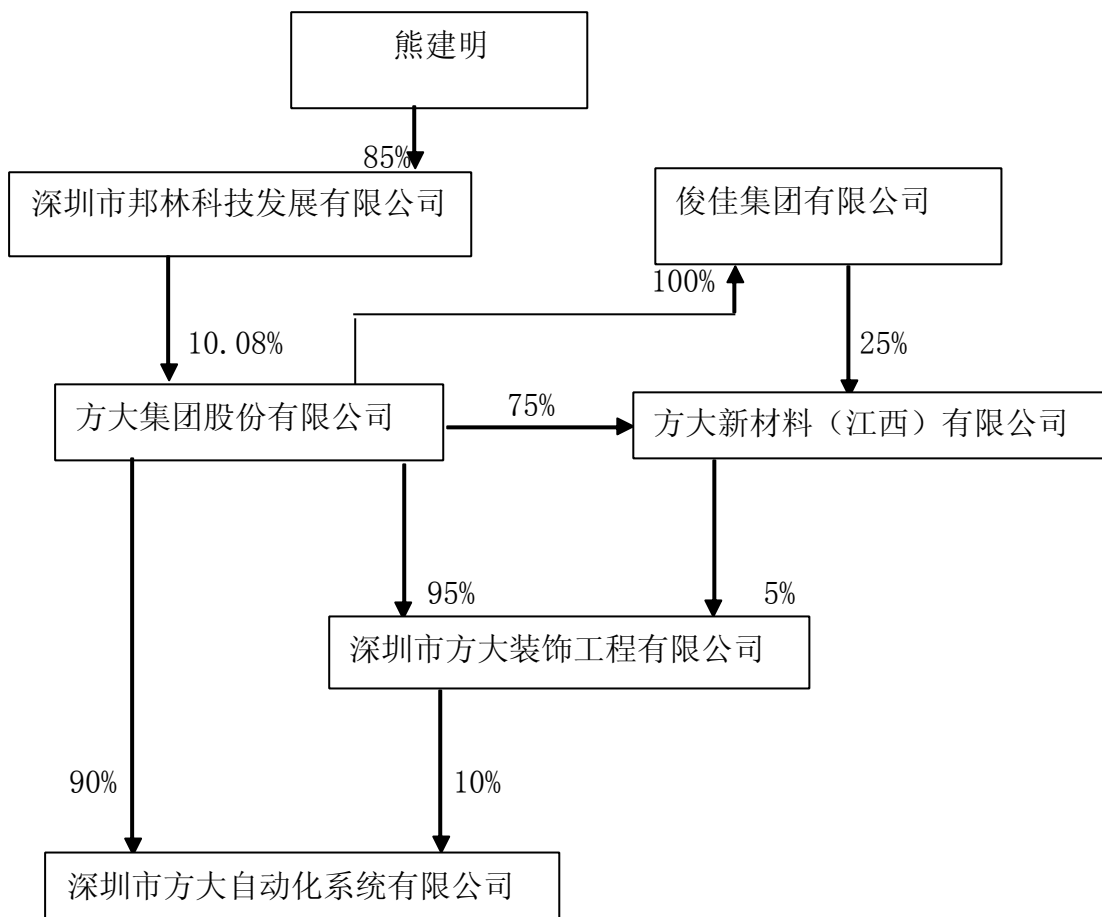 熊建明
85%
深圳市邦林科技发展有限公司
俊佳集团有限公司
100%
10.08%
25%
方大集团股份有限公司
75%
方大新材料（江西）有限公司
95%
5%
深圳市方大装饰工程有限公司
90%
10%
深圳市方大自动化系统有限公司